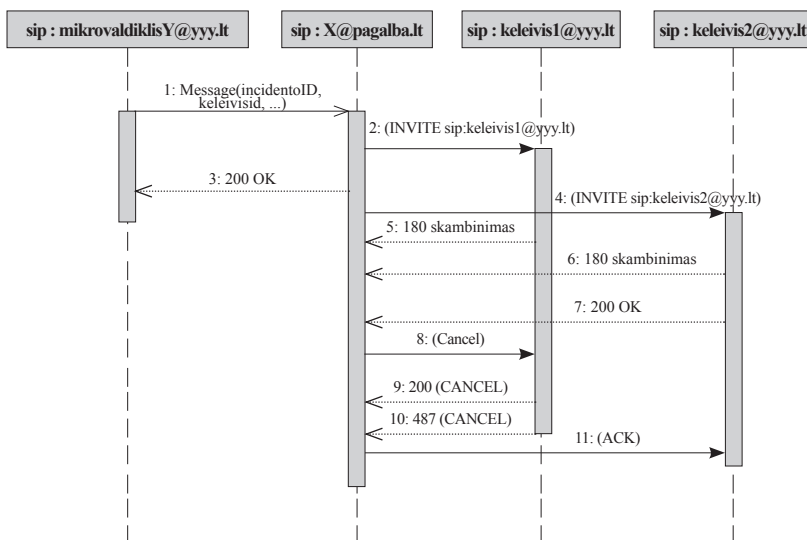 sip : mikrovaldiklisY@yyy.lt
sip : X@pagalba.lt
sip : keleivis1@yyy.lt
sip : keleivis2@yyy.lt
1: Message(incidentoID,
keleivisid, ...)
2: (INVITE sip:keleivis1@yyy.lt)
3: 200 OK
4: (INVITE sip:keleivis2@yyy.lt)
5: 180 skambinimas
6: 180 skambinimas
7: 200 OK
8: (Cancel)
9: 200 (CANCEL)
10: 487 (CANCEL)
11: (ACK)